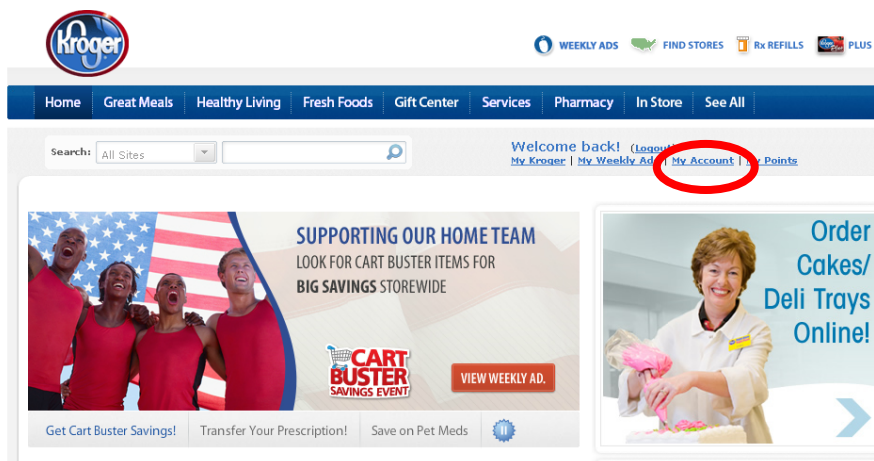 Kroger
WEEKLY ADS FIND STORES Rx REFILLS PLUS
Home Great Meals Healthy Living Fresh Foods Gift Center Services Pharmacy In Store See All
Search: All Sites
Welcome back! (Logout)
My Kroger | My Weekly Ad | My Account | My Points
SUPPORTING OUR HOME TEAM
LOOK FOR CART BUSTER ITEMS FOR
BIG SAVINGS STOREWIDE
CART
BUSTER
SAVINGS EVENT
VIEW WEEKLY AD.
Order
Cakes/
Deli Trays
Online!
Get Cart Buster Savings! Transfer Your Prescription! Save on Pet Meds